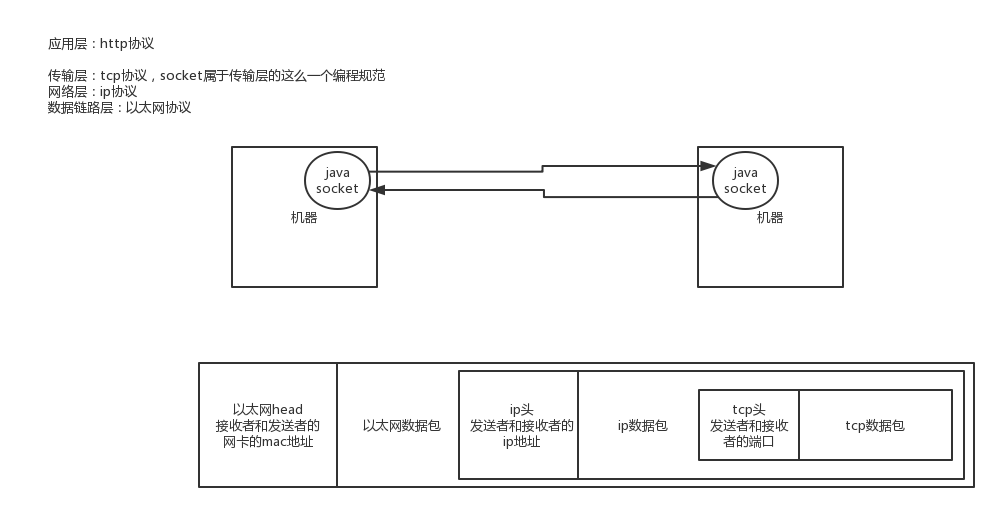 应用层：http协议
传输层：tcp协议，socket属于传输层的这么一个编程规范
网络层：ip协议
数据链路层：以太网协议
java
socket
机器
java
socket
机器
以太网head
接收者和发送者的
网卡的mac地址
以太网数据包
ip头
发送者和接收者的
ip地址
ip数据包
tcp头
发送者和接收
者的端口
tcp数据包